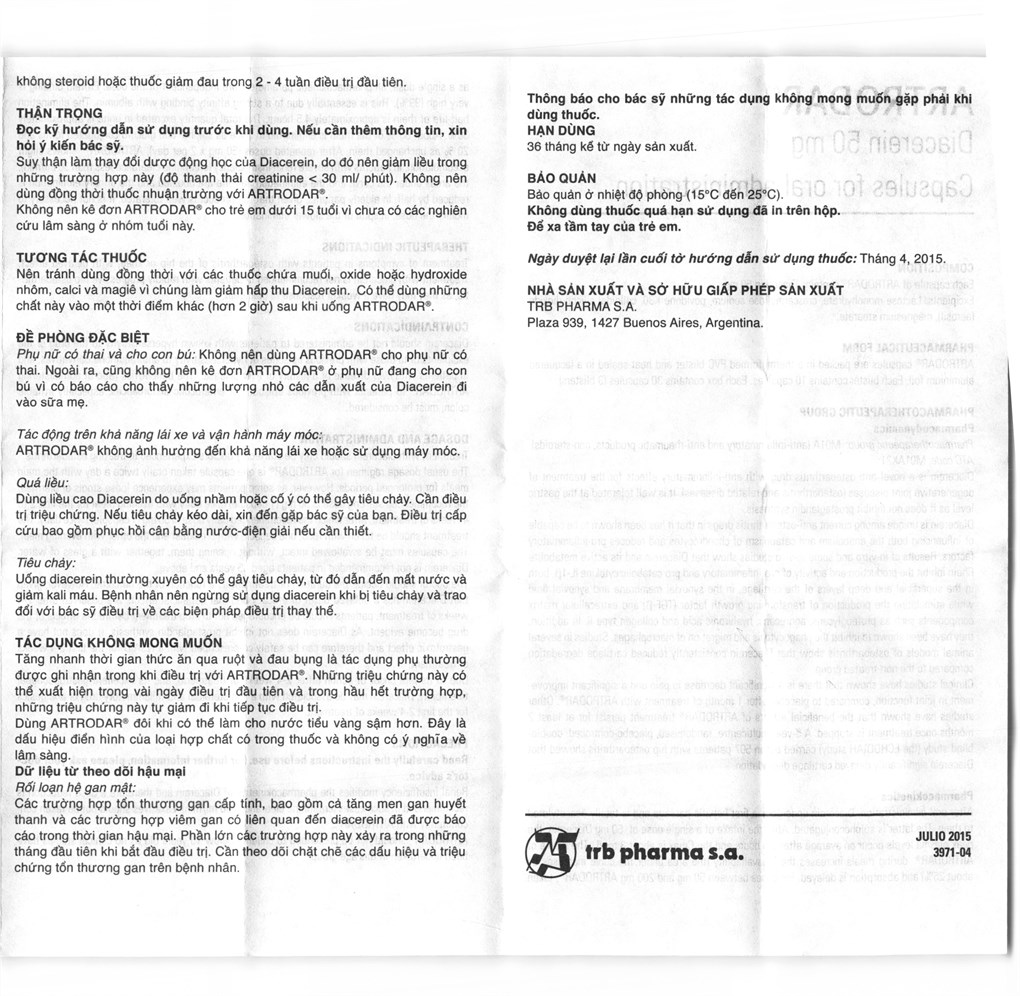 không steroid hoặc thuốc giảm đau trong 2 - 4 tuần điều trị đầu tiên.
THẬN TRỌNG
Đọc kỹ hướng dẫn sử dụng trước khi dùng. Nếu cần thêm thông tin, xin
hỏi ý kiến bác sỹ.
Suy thận làm thay đổi dược động học của Diacerein, do đó nên giảm liều trong
những trường hợp này (độ thanh thải creatinine < 30 ml/ phút). Không nên
dùng đồng thời thuốc nhuận trường với ARTRODAR®.
Không nên kê đơn ARTRODAR® cho trẻ em dưới 15 tuổi vì chưa có các nghiên
cứu lâm sàng ở nhóm tuổi này.
TƯƠNG TÁC THUỐC
Nên tránh dùng đồng thời với các thuốc chứa muối, oxide hoặc hydroxide
nhôm, calci và magiê vì chúng làm giảm hấp thu Diacerein. Có thể dùng những
chất này vào một thời điểm khác (hơn 2 giờ) sau khi uống ARTRODAR®.
ĐỀ PHÒNG ĐẶC BIỆT
Phụ nữ có thai và cho con bú: Không nên dùng ARTRODAR® cho phụ nữ có
thai. Ngoài ra, cũng không nên kê đơn ARTRODAR® ở phụ nữ đang cho con
bú vì có báo cáo cho thấy những lượng nhỏ các dẫn xuất của Diacerein đi
vào sữa mẹ.
Tác động trên khả năng lái xe và vận hành máy móc:
ARTRODAR® không ảnh hưởng đến khả năng lái xe hoặc sử dụng máy móc.
Quá liều:
Dùng liều cao Diacerein do uống nhầm hoặc cố ý có thể gây tiêu chảy. Cần điều
trị triệu chứng. Nếu tiêu chảy kéo dài, xin đến gặp bác sỹ của bạn. Điều trị cấp
cứu bao gồm phục hồi cân bằng nước-điện giải nếu cần thiết.
Tiêu chảy:
Uống diacerein thường xuyên có thể gây tiêu chảy, từ đó dẫn đến mất nước và
giảm kali máu. Bệnh nhân nên ngừng sử dụng diacerein khi bị tiêu chảy và trao
đổi với bác sỹ điều trị về các biện pháp điều trị thay thế.
TÁC DỤNG KHÔNG MONG MUỐN
Tăng nhanh thời gian thức ăn qua ruột và đau bụng là tác dụng phụ thường
được ghi nhận trong khi điều trị với ARTRODAR®. Những triệu chứng này có
thể xuất hiện trong vài ngày điều trị đầu tiên và trong hầu hết trường hợp,
những triệu chứng này tự giảm đi khi tiếp tục điều trị.
Dùng ARTRODAR® đôi khi có thể làm cho nước tiểu vàng sậm hơn. Đây là
dấu hiệu điển hình của loại hợp chất có trong thuốc và không có ý nghĩa về
lâm sàng.
Dữ liệu từ theo dõi hậu mại
Rối loạn hệ gan mật:
Các trường hợp tổn thương gan cấp tính, bao gồm cả tăng men gan huyết
thanh và các trường hợp viêm gan có liên quan đến diacerein đã được báo
cáo trong thời gian hậu mại. Phần lớn các trường hợp này xảy ra trong những
tháng đầu tiên khi bắt đầu điều trị. Cần theo dõi chặt chẽ các dấu hiệu và triệu
chứng tổn thương gan trên bệnh nhân.
Thông báo cho bác sỹ những tác dụng không mong muốn gặp phải khi
dùng thuốc.
HẠN DÙNG
36 tháng kể từ ngày sản xuất.
BẢO QUẢN
Bảo quản ở nhiệt độ phòng (15°C đến 25°C).
Không dùng thuốc quá hạn sử dụng đã in trên hộp.
Để xa tầm tay của trẻ em.
Ngày duyệt lại lần cuối tờ hướng dẫn sử dụng thuốc: Tháng 4, 2015.
NHÀ SẢN XUẤT VÀ SỞ HỮU GIẤP PHÉP SẢN XUẤT
TRB PHARMA S.A.
Plaza 939, 1427 Buenos Aires, Argentina.
trb pharma s.a.
JULIO 2015
3971-04